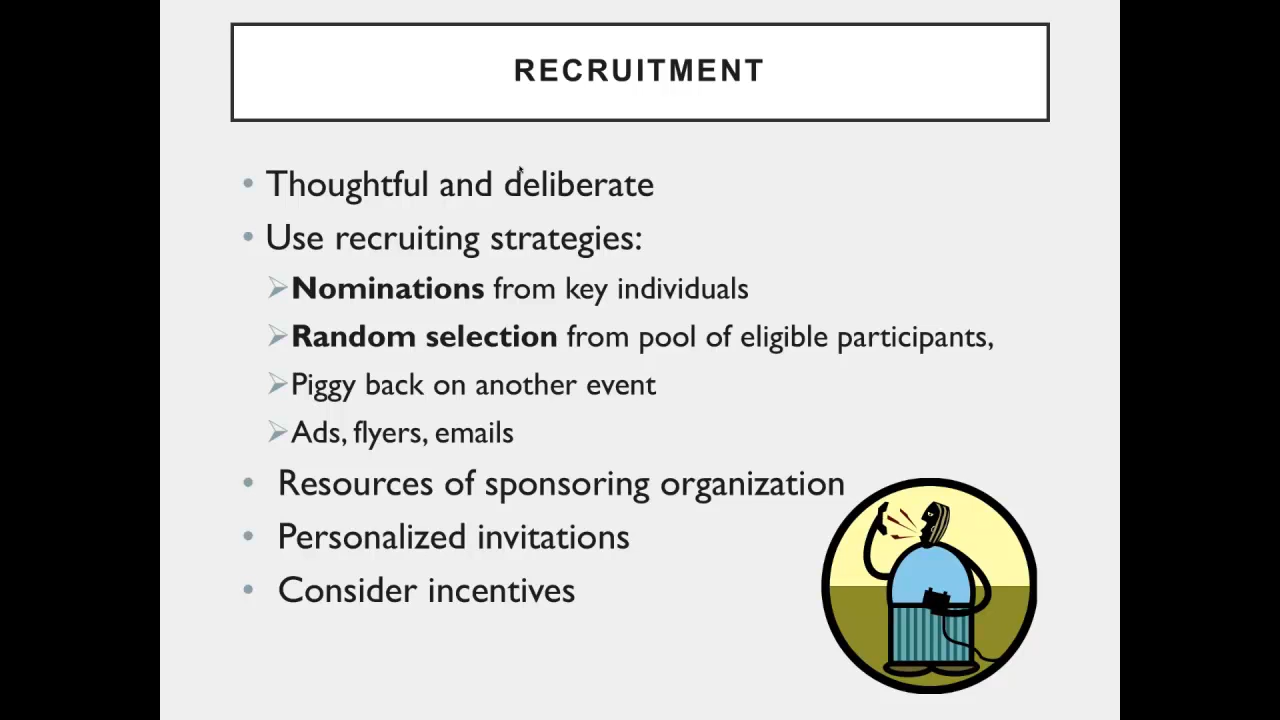 RECRUITMENT
• Thoughtful and deliberate
• Use recruiting strategies:
➢Nominations from key individuals
➢Random selection from pool of eligible participants,
➢Piggy back on another event
➢Ads, flyers, emails
• Resources of sponsoring organization
• Personalized invitations
• Consider incentives